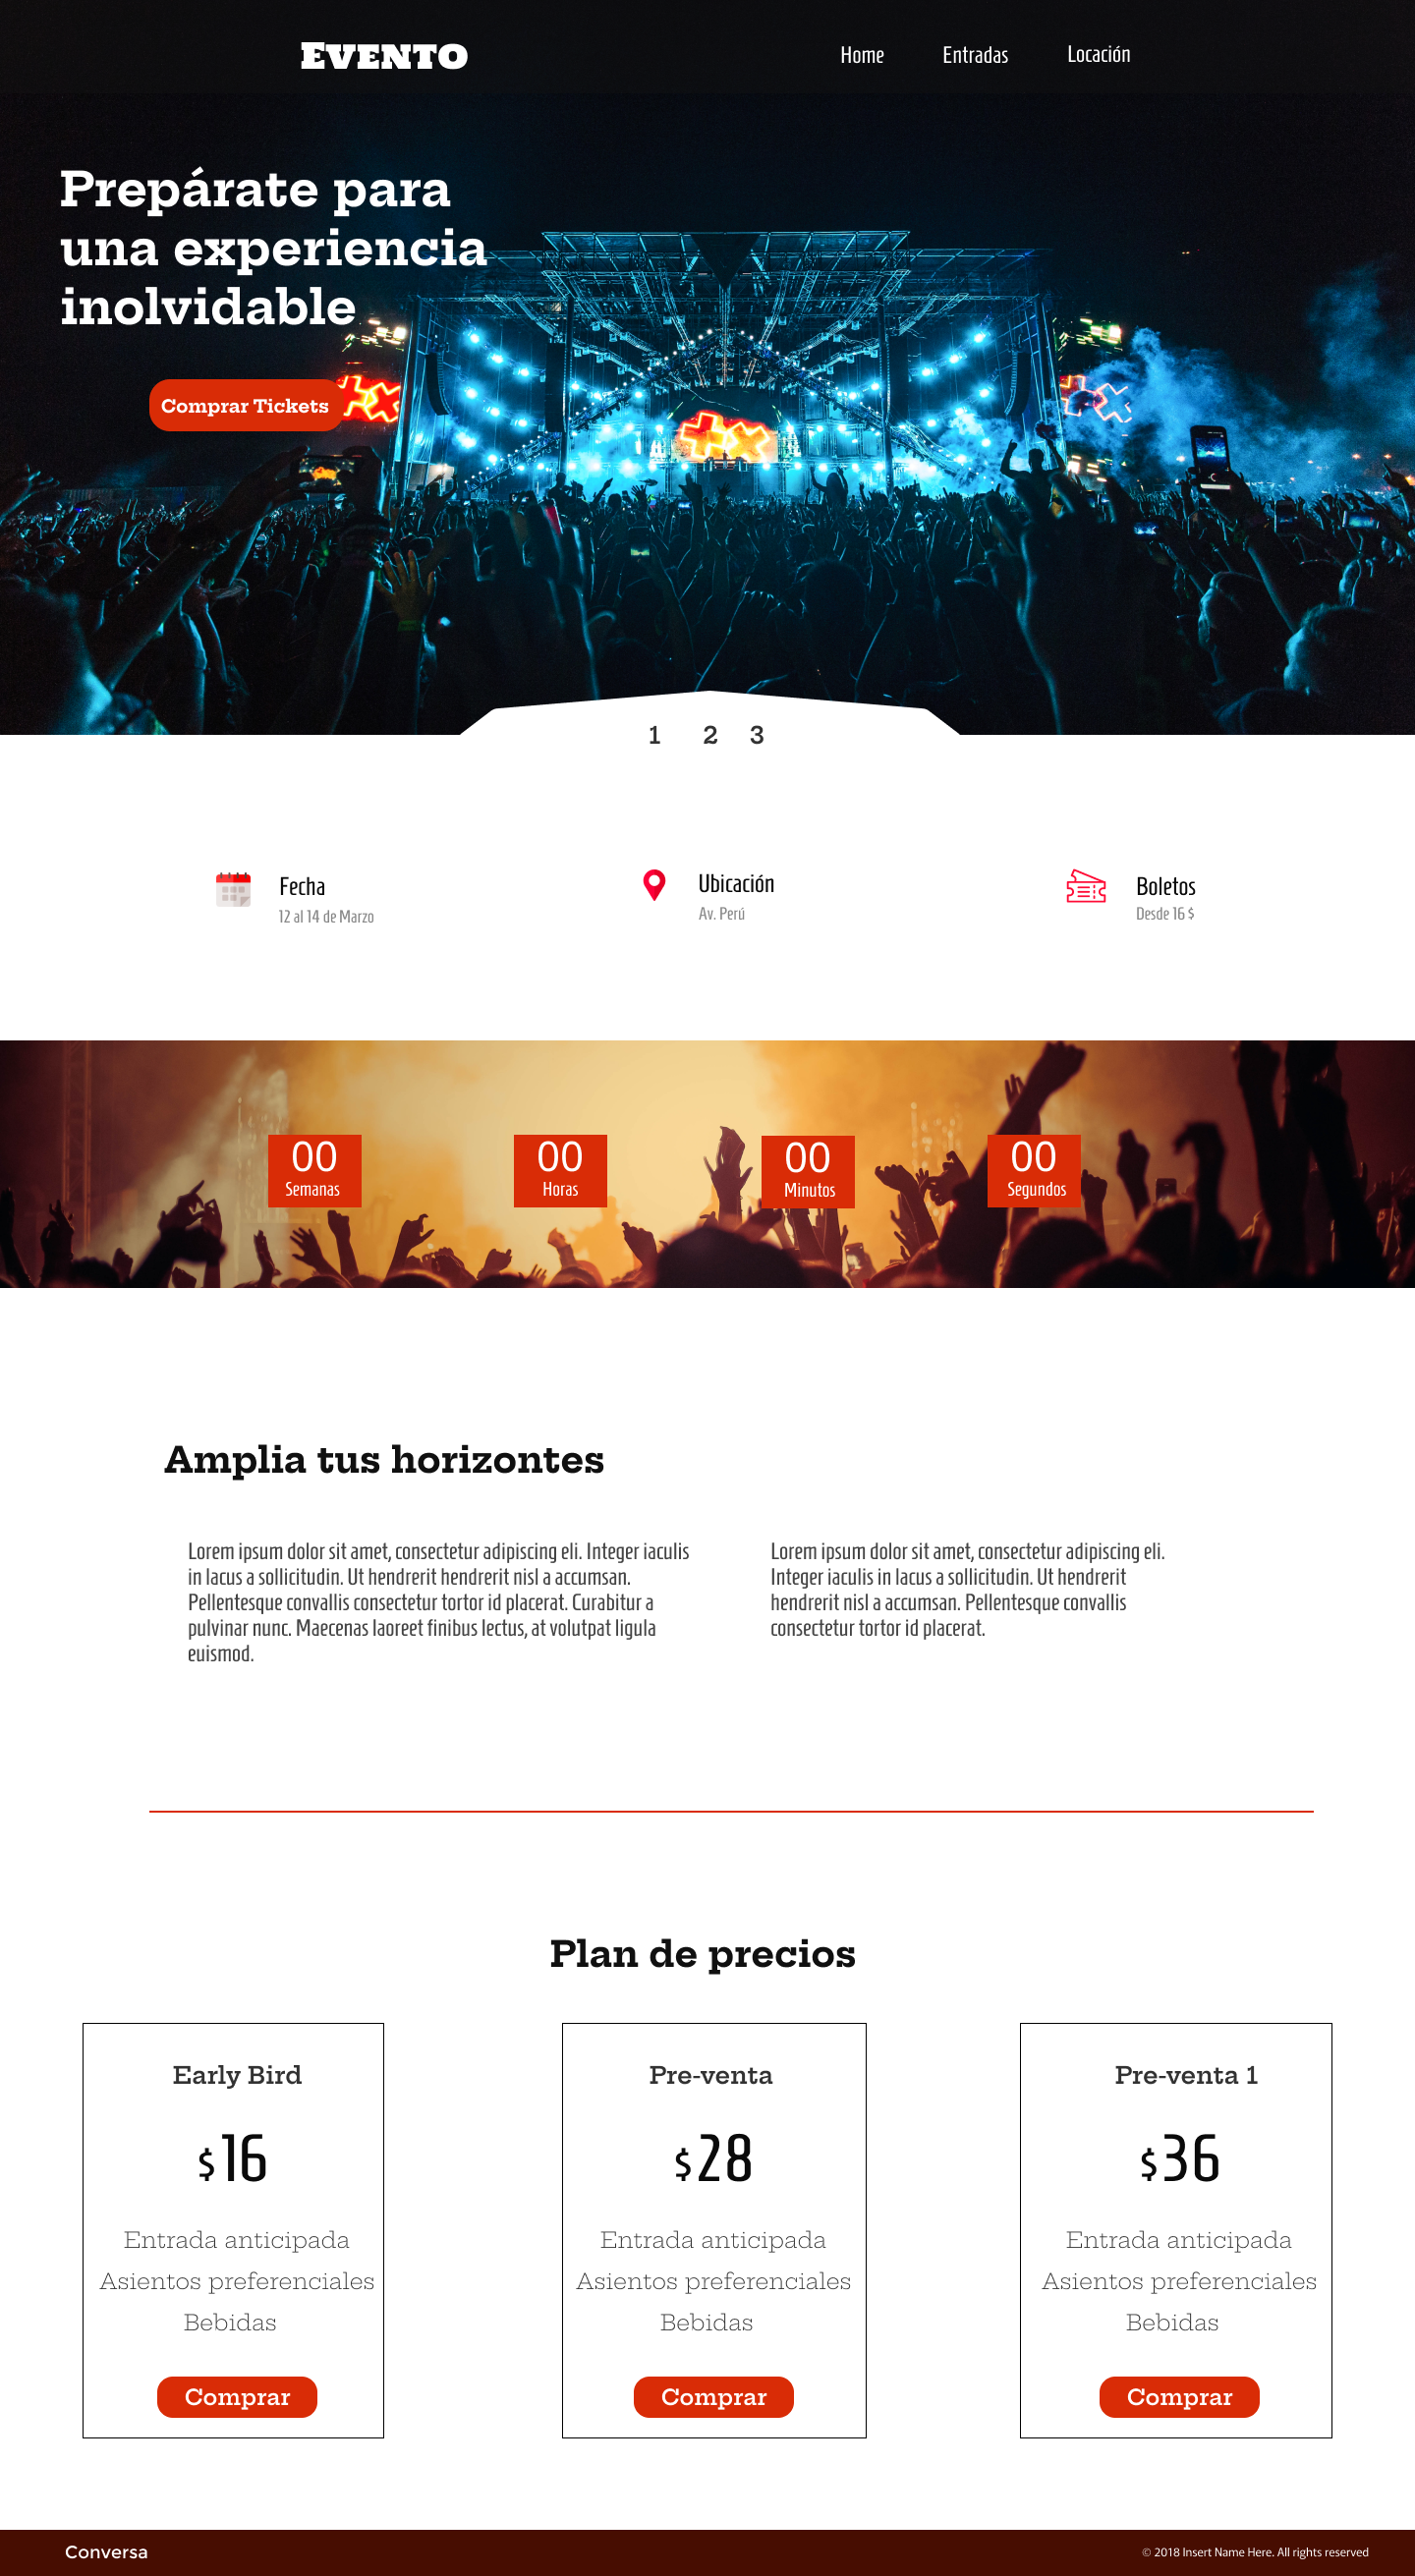 EVENTO
Home Entradas Locación
Prepárate para
una experiencia
inolvidable
Comprar Tickets
1 2 3
Fecha
12 al 14 de Marzo
Ubicación
Av. Perú
Boletos
Desde 16 $
00
Semanas
00
Horas
00
Minutos
00
Segundos
Amplia tus horizontes
Lorem ipsum dolor sit amet, consectetur adipiscing eli. Integer iaculis
in lacus a sollicitudin. Ut hendrerit hendrerit nisl a accumsan.
Pellentesque convallis consectetur tortor id placerat. Curabitur a
pulvinar nunc. Maecenas laoreet finibus lectus, at volutpat ligula
euismod.
Lorem ipsum dolor sit amet, consectetur adipiscing eli.
Integer iaculis in lacus a sollicitudin. Ut hendrerit
hendrerit nisl a accumsan. Pellentesque convallis
consectetur tortor id placerat.
Plan de precios
Early Bird
$16
Entrada anticipada
Asientos preferenciales
Bebidas
Comprar
Pre-venta
$28
Entrada anticipada
Asientos preferenciales
Bebidas
Comprar
Pre-venta 1
$36
Entrada anticipada
Asientos preferenciales
Bebidas
Comprar
Conversa
© 2018 Insert Name Here. All rights reserved